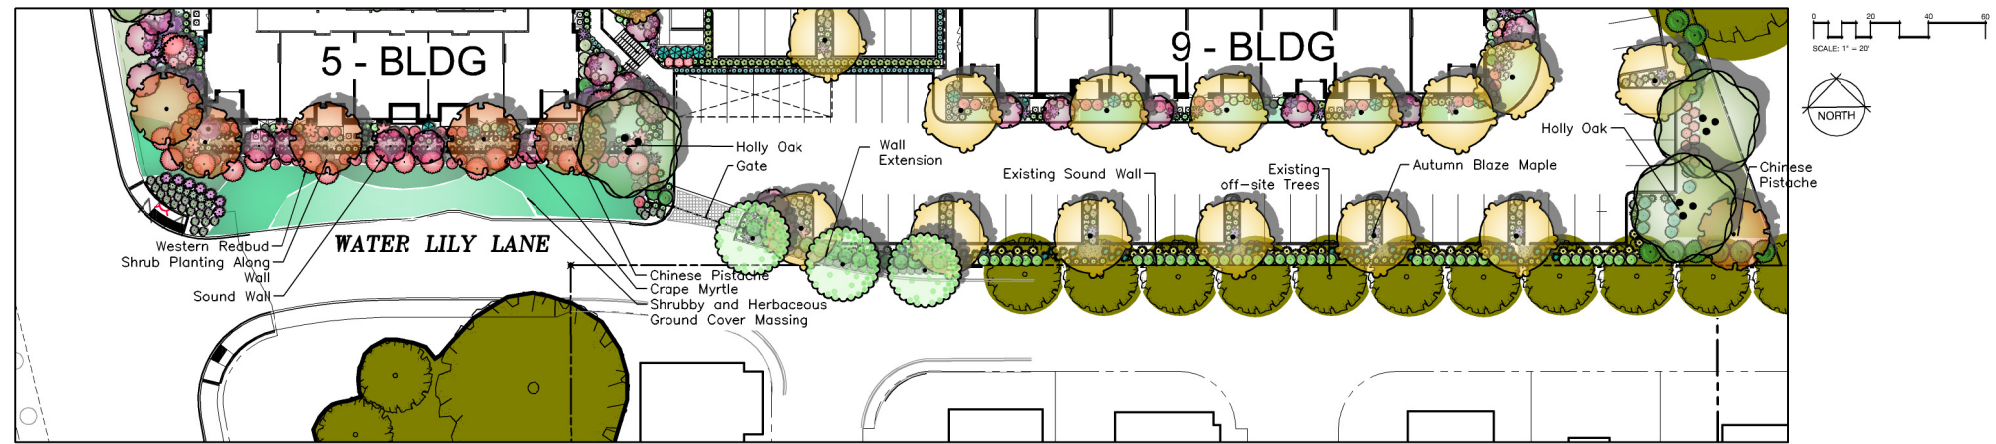 5 - BLDG
9 - BLDG
0 20 40 60
SCALE: 1" = 20'
NORTH
Holly Oak
Gate
Wall
Extension
Existing Sound Wall
Existing
off-site Trees
Autumn Blaze Maple
Holly Oak
Chinese
Pistache
WATER LILY LANE
Western Redbud
Shrub Planting Along
Wall
Sound Wall
Chinese Pistache
Crape Myrtle
Shrubby and Herbaceous
Ground Cover Massing